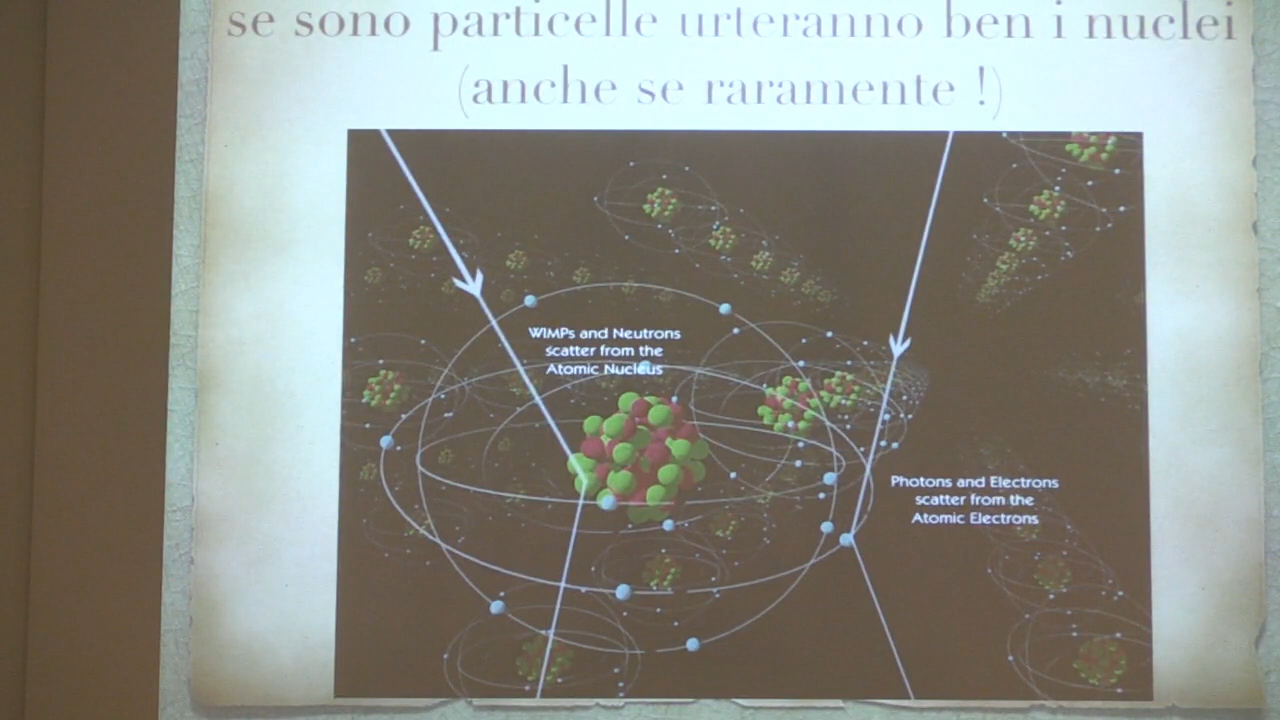 se sono particelle urteranno ben i nuclei
(anche se raramente !)
WIMPs and Neutrons
scatter from the
Atomic Nucleus
Photons and Electrons
scatter from the
Atomic Electrons